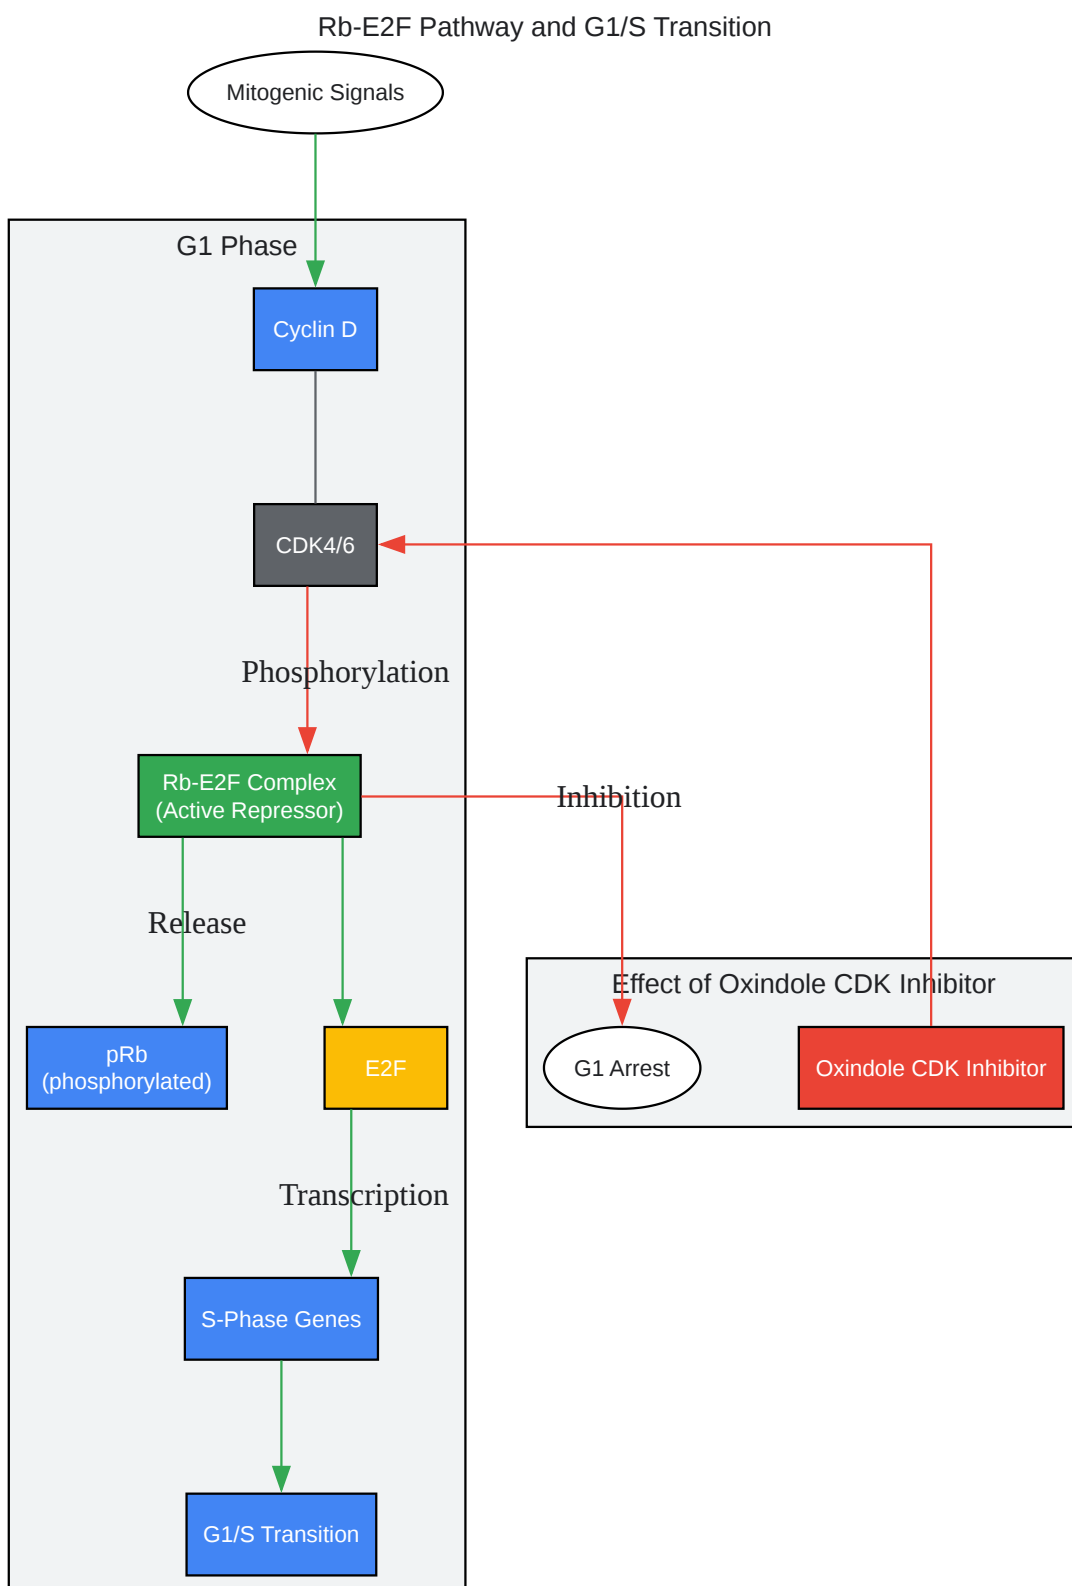 Rb-E2F Pathway and G1/S Transition
Mitogenic Signals
G1 Phase
Cyclin D
CDK4/6
Phosphorylation
Rb-E2F Complex
(Active Repressor)
Inhibition
Release
Effect of Oxindole CDK Inhibitor
pRb
(phosphorylated)
E2F
G1 Arrest
Oxindole CDK Inhibitor
Transcription
S-Phase Genes
G1/S Transition